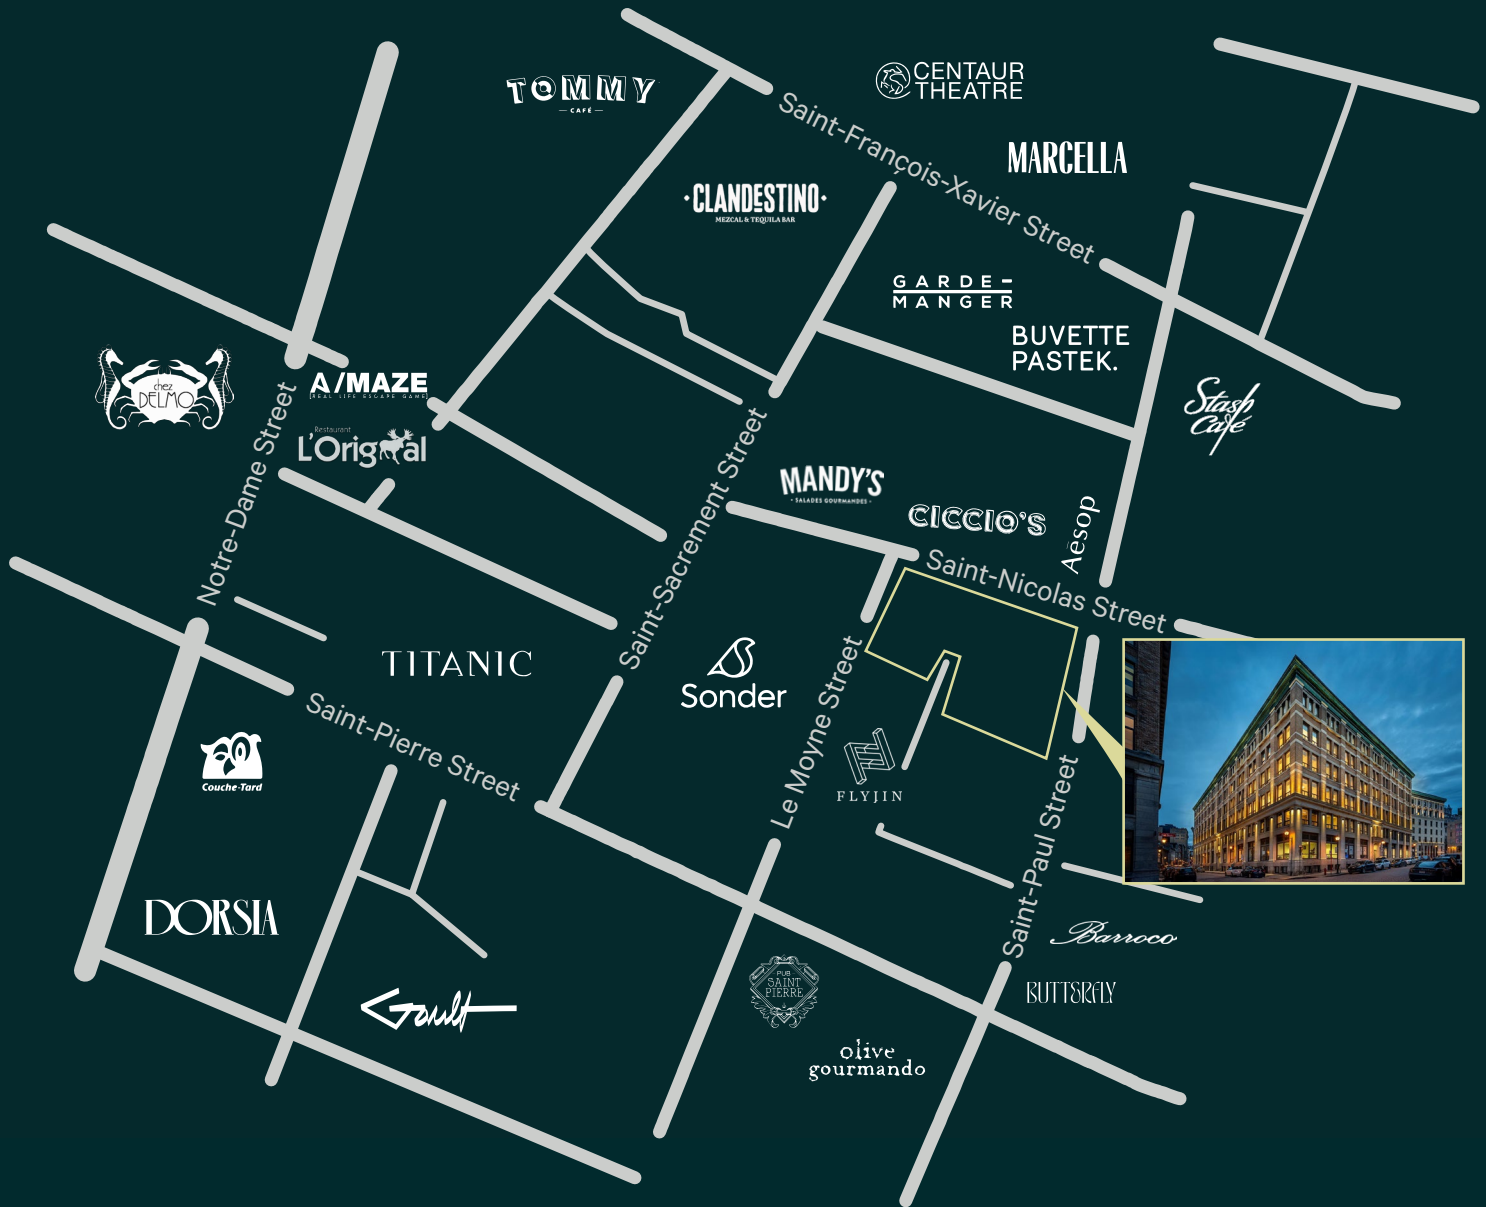 TOMMY
— CAFÉ —
CENTAUR
THEATRE
Saint-François-Xavier Street
MARCELLA
·CLANDESTINO·
MEZCAL & TEQUILA BAR
GARDE-
MANGER
BUVETTE
PASTEK.
chez
DELMO
A/MAZE
[REAL LIFE ESCAPE GAME]
Restaurant
L'Original
Stash
Café
Notre-Dame Street
Saint-Sacrement Street
MANDY'S
· SALADES GOURMANDES ·
CICCIO'S
Aēsop
Saint-Nicolas Street
TITANIC
Sonder
Le Moyne Street
Saint-Pierre Street
Couche-Tard
FLYJIN
Saint-Paul Street
DORSIA
Gault
PUB
SAINT
PIERRE
Barroco
BUTTERFLY
olive
gourmando